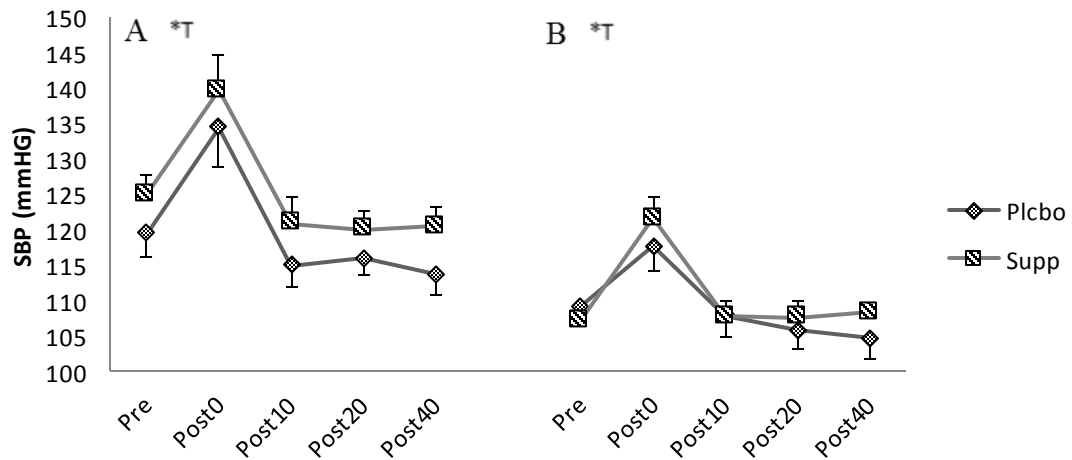 A *T
B *T
SBP (mmHG)
150
145
140
135
130
125
120
115
110
105
100
Pre
Post0
Post10
Post20
Post40
Pre
Post0
Post10
Post20
Post40
Plcbo
Supp